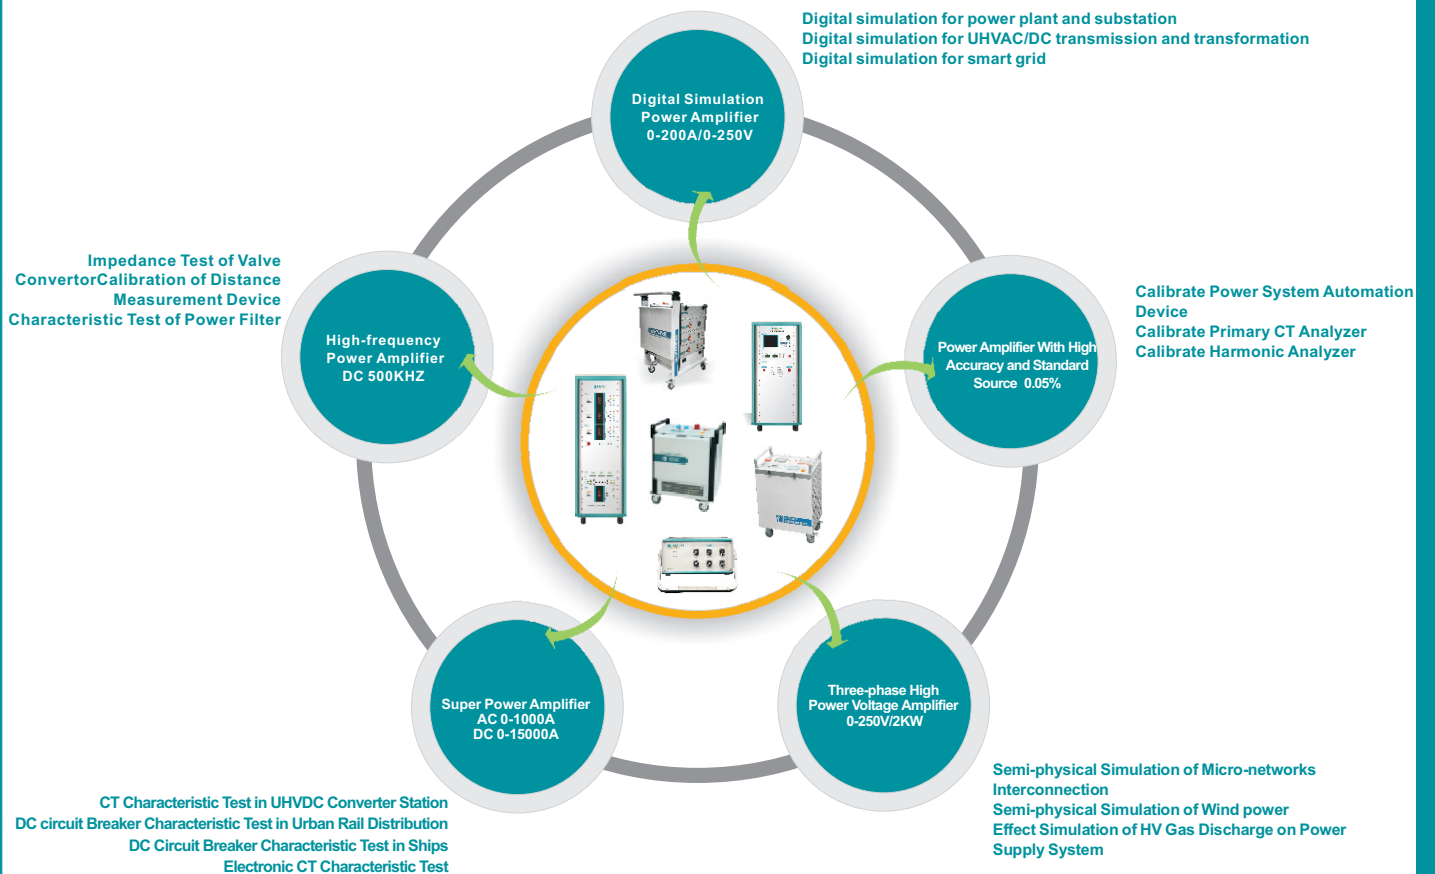 Digital simulation for power plant and substation
Digital simulation for UHVAC/DC transmission and transformation
Digital simulation for smart grid
Digital Simulation
Power Amplifier
0-200A/0-250V
Impedance Test of Valve
ConvertorCalibration of Distance
Measurement Device
Characteristic Test of Power Filter
High-frequency
Power Amplifier
DC 500KHZ
Calibrate Power System Automation
Device
Calibrate Primary CT Analyzer
Calibrate Harmonic Analyzer
Power Amplifier With High
Accuracy and Standard
Source 0.05%
Super Power Amplifier
AC 0-1000A
DC 0-15000A
Three-phase High
Power Voltage Amplifier
0-250V/2KW
CT Characteristic Test in UHVDC Converter Station
DC circuit Breaker Characteristic Test in Urban Rail Distribution
DC Circuit Breaker Characteristic Test in Ships
Electronic CT Characteristic Test
Semi-physical Simulation of Micro-networks
Interconnection
Semi-physical Simulation of Wind power
Effect Simulation of HV Gas Discharge on Power
Supply System